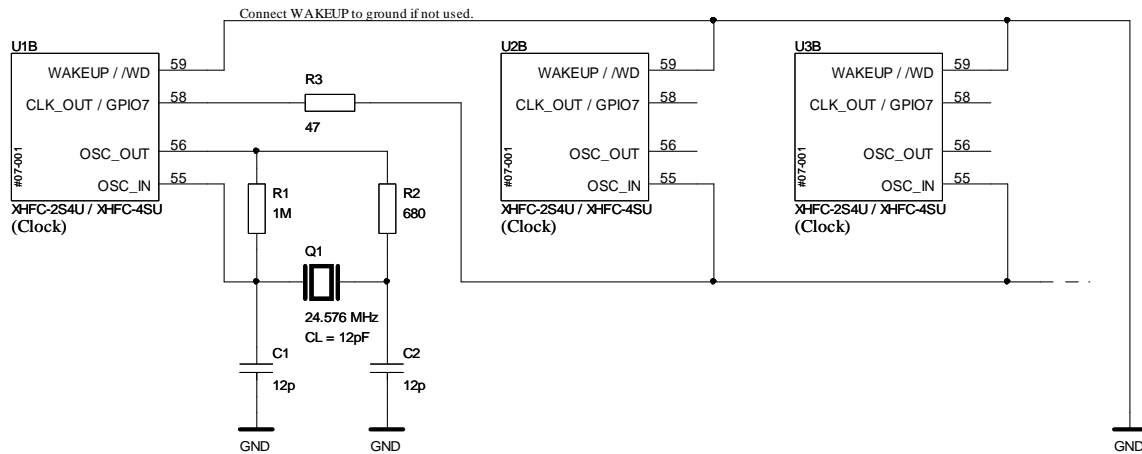 Connect WAKEUP to ground if not used.
U1B
WAKEUP / /WD
59
CLK_OUT / GPIO7
58
OSC_OUT
56
OSC_IN
55
#07-001
XHFC-2S4U / XHFC-4SU
(Clock)
R3
47
R1
1M
R2
680
Q1
24.576 MHz
CL = 12pF
C1
12p
C2
12p
GND
GND
U2B
WAKEUP / /WD
59
CLK_OUT / GPIO7
58
OSC_OUT
56
OSC_IN
55
#07-001
XHFC-2S4U / XHFC-4SU
(Clock)
U3B
WAKEUP / /WD
59
CLK_OUT / GPIO7
58
OSC_OUT
56
OSC_IN
55
#07-001
XHFC-2S4U / XHFC-4SU
(Clock)
GND